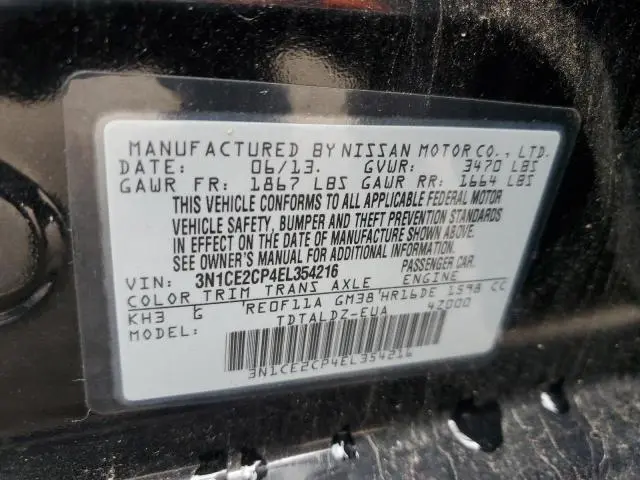 MANUFACTURED BY NISSAN MOTOR CO., LTD.
DATE: 06/13. GVWR: 3470 LBS
GAWR FR: 1867 LBS GAWR RR: 1664 LBS
THIS VEHICLE CONFORMS TO ALL APPLICABLE FEDERAL MOTOR
VEHICLE SAFETY, BUMPER AND THEFT PREVENTION STANDARDS
IN EFFECT ON THE DATE OF MANUFACTURE SHOWN ABOVE.
SEE OWNER'S MANUAL FOR ADDITIONAL INFORMATION.
VIN: 3N1CE2CP4EL354216 PASSENGER CAR.
COLOR TRIM TRANS AXLE ENGINE
KH3 G RE0F11A GM38 HR16DE 1598 CC
MODEL: TDTALDZ-EUA 42000
3N1CE2CP4EL354216